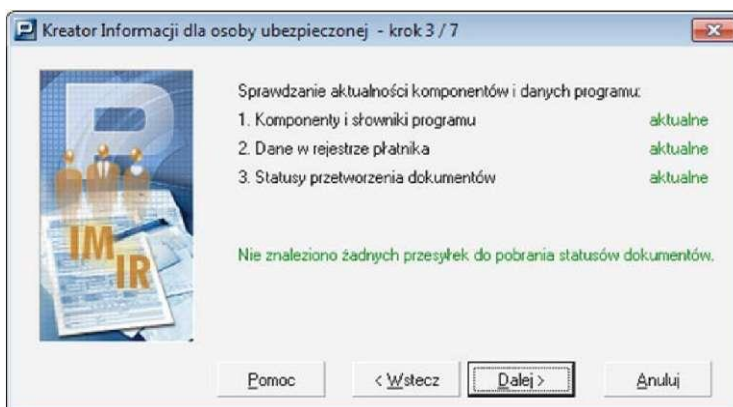 Kreator Informacji dla osoby ubezpieczonej - krok 3 / 7
Sprawdzanie aktualności komponentów i danych programu:
1. Komponenty i słowniki programu aktualne
2. Dane w rejestrze płatnika aktualne
3. Statusy przetworzenia dokumentów aktualne
IM
IR
Nie znaleziono żadnych przesyłek do pobrania statusów dokumentów.
Pomoc < Wstecz Dalej > Anuluj